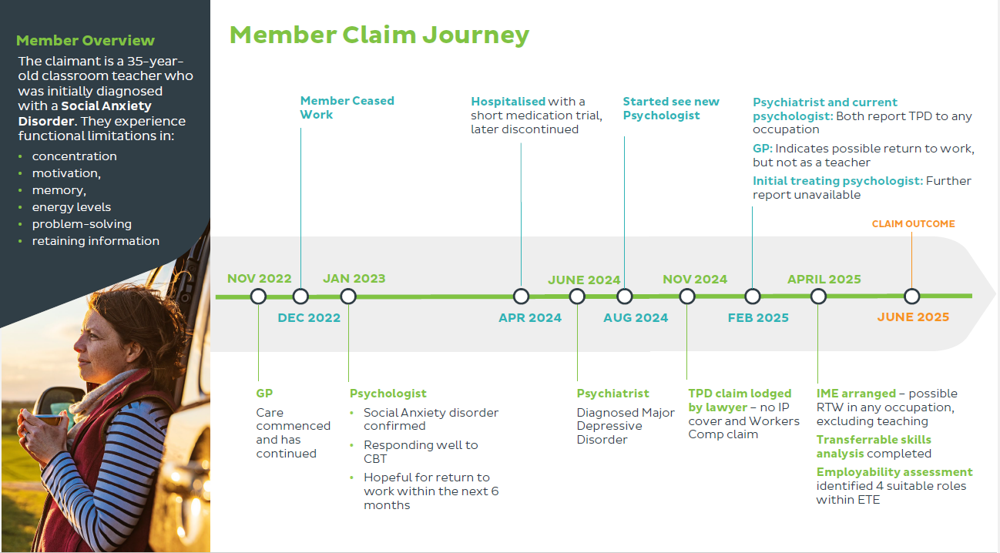 Member Overview
The claimant is a 35-year-
old classroom teacher who
was initially diagnosed
with a Social Anxiety
Disorder. They experience
functional limitations in:
• concentration
• motivation,
• memory,
• energy levels
• problem-solving
• retaining information
Member Claim Journey
Member Ceased
Work
Hospitalised with a
short medication trial,
later discontinued
Started see new
Psychologist
Psychiatrist and current
psychologist: Both report TPD to any
occupation
GP: Indicates possible return to work,
but not as a teacher
Initial treating psychologist: Further
report unavailable
CLAIM OUTCOME
NOV 2022
JAN 2023
JUNE 2024
NOV 2024
APRIL 2025
DEC 2022
APR 2024
AUG 2024
FEB 2025
JUNE 2025
GP
Care
commenced
and has
continued
Psychologist
• Social Anxiety disorder
confirmed
• Responding well to
CBT
• Hopeful for return to
work within the next 6
months
Psychiatrist
Diagnosed Major
Depressive
Disorder
TPD claim lodged
by lawyer – no IP
cover and Workers
Comp claim
IME arranged – possible
RTW in any occupation,
excluding teaching
Transferrable skills
analysis completed
Employability assessment
identified 4 suitable roles
within ETE